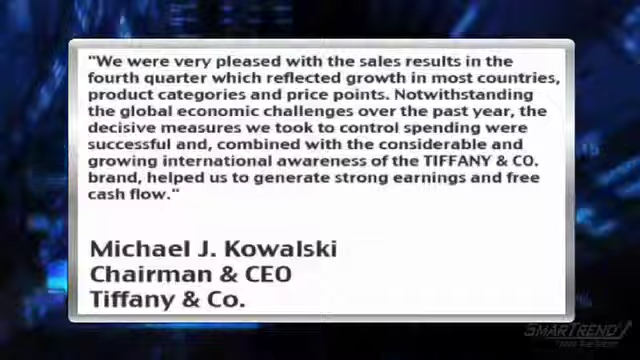 "We were very pleased with the sales results in the
fourth quarter which reflected growth in most countries,
product categories and price points. Notwithstanding
the global economic challenges over the past year, the
decisive measures we took to control spending were
successful and, combined with the considerable and
growing international awareness of the TIFFANY & CO.
brand, helped us to generate strong earnings and free
cash flow."
Michael J. Kowalski
Chairman & CEO
Tiffany & Co.
SMARTREND